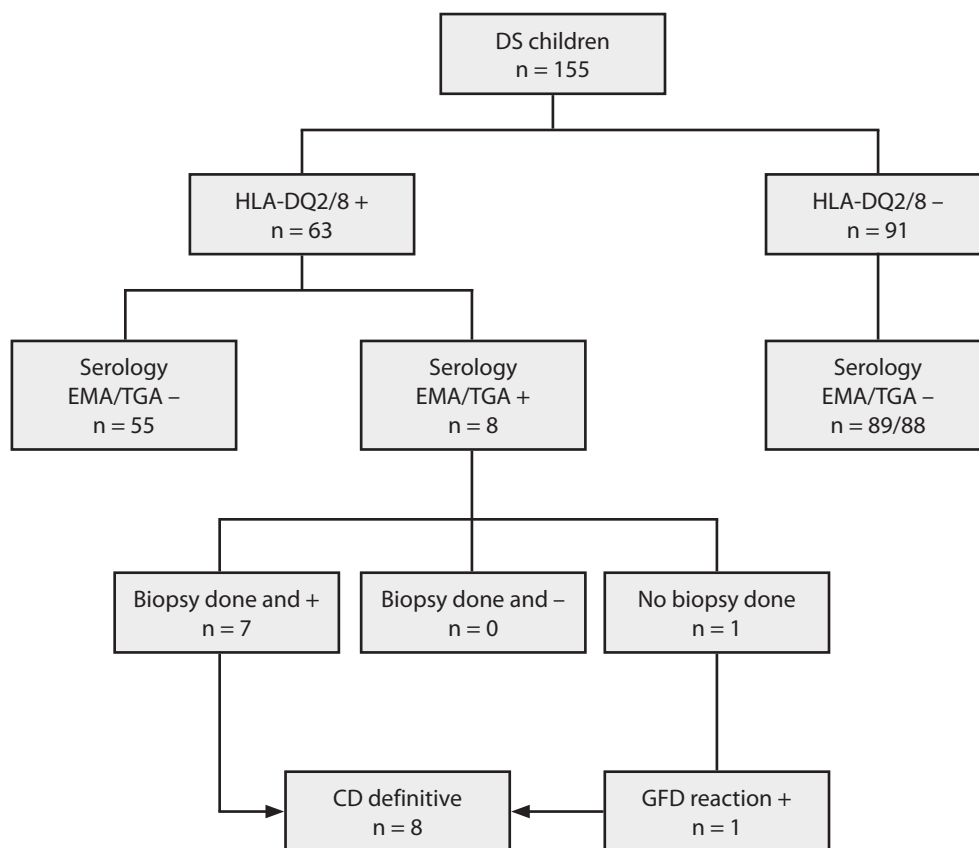 DS children
n = 155
HLA-DQ2/8 +
n = 63
HLA-DQ2/8 –
n = 91
Serology
EMA/TGA –
n = 55
Serology
EMA/TGA +
n = 8
Serology
EMA/TGA –
n = 89/88
Biopsy done and +
n = 7
Biopsy done and –
n = 0
No biopsy done
n = 1
CD definitive
n = 8
GFD reaction +
n = 1